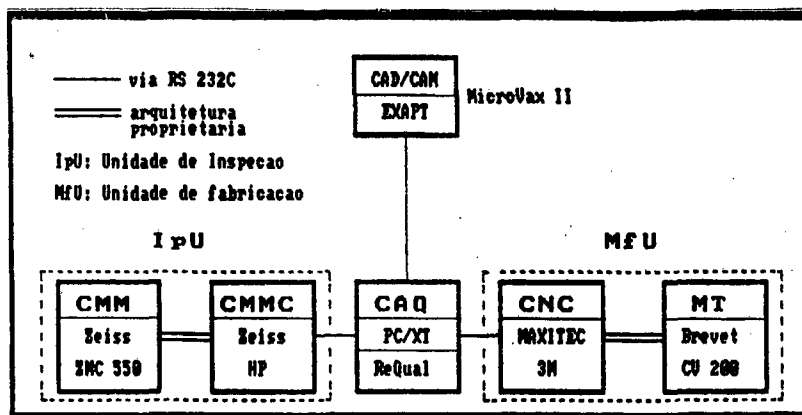 via RS 232C
arquitetura
proprietaria
IpU: Unidade de Inspecao
MfU: Unidade de fabricacao
CAD/CAM
EXAPT
MicroVax II
IpU
MfU
CMM
Zeiss
ZMC 550
CMMC
Zeiss
HP
CAQ
PC/XT
ReQual
CNC
MAXITEC
3M
MT
Brevet
CV 200